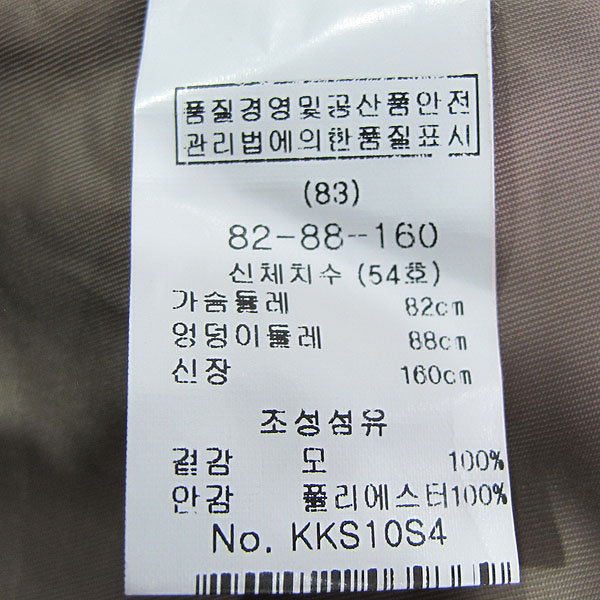 품질경영및공산품안전
관리법에의한품질표시
(83)
82-88-160
신체치수 (54호)
가슴둘레 82cm
엉덩이둘레 88cm
신장 160cm
조성섬유
겉감 모 100%
안감 폴리에스터100%
No. KKS10S4